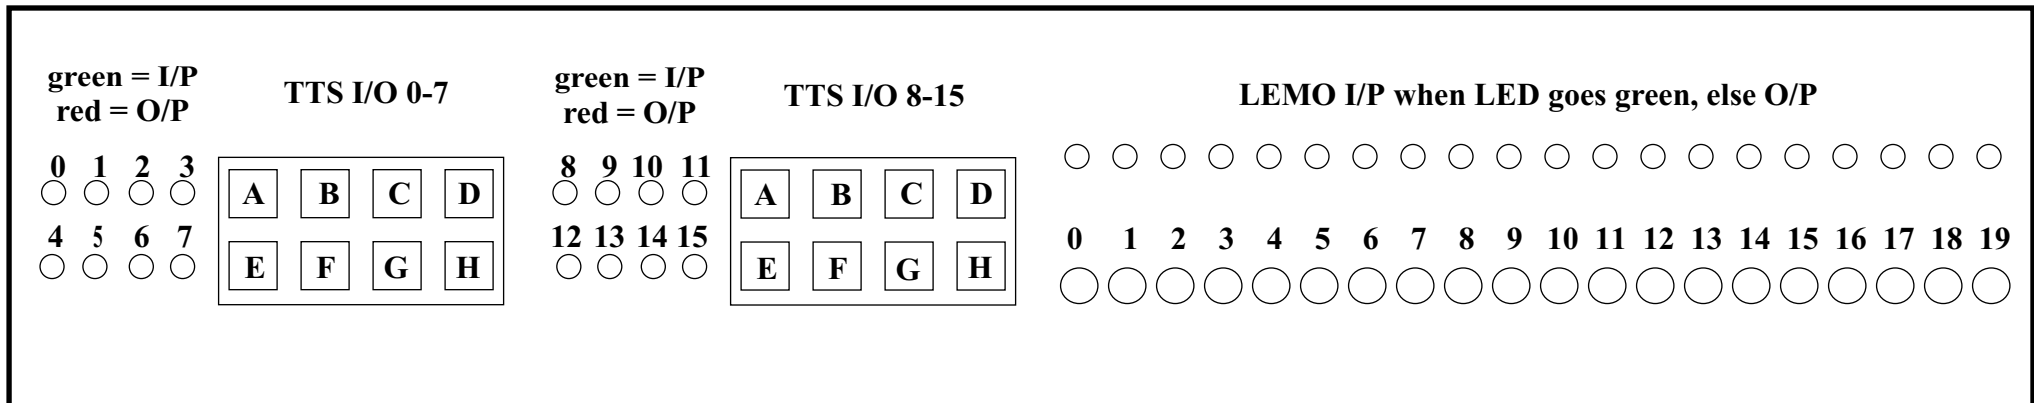 green = I/P
red = O/P
TTS I/O 0-7
0 1 2 3
4 5 6 7
A B C D
E F G H
green = I/P
red = O/P
TTS I/O 8-15
8 9 10 11
12 13 14 15
A B C D
E F G H
LEMO I/P when LED goes green, else O/P
0 1 2 3 4 5 6 7 8 9 10 11 12 13 14 15 16 17 18 19